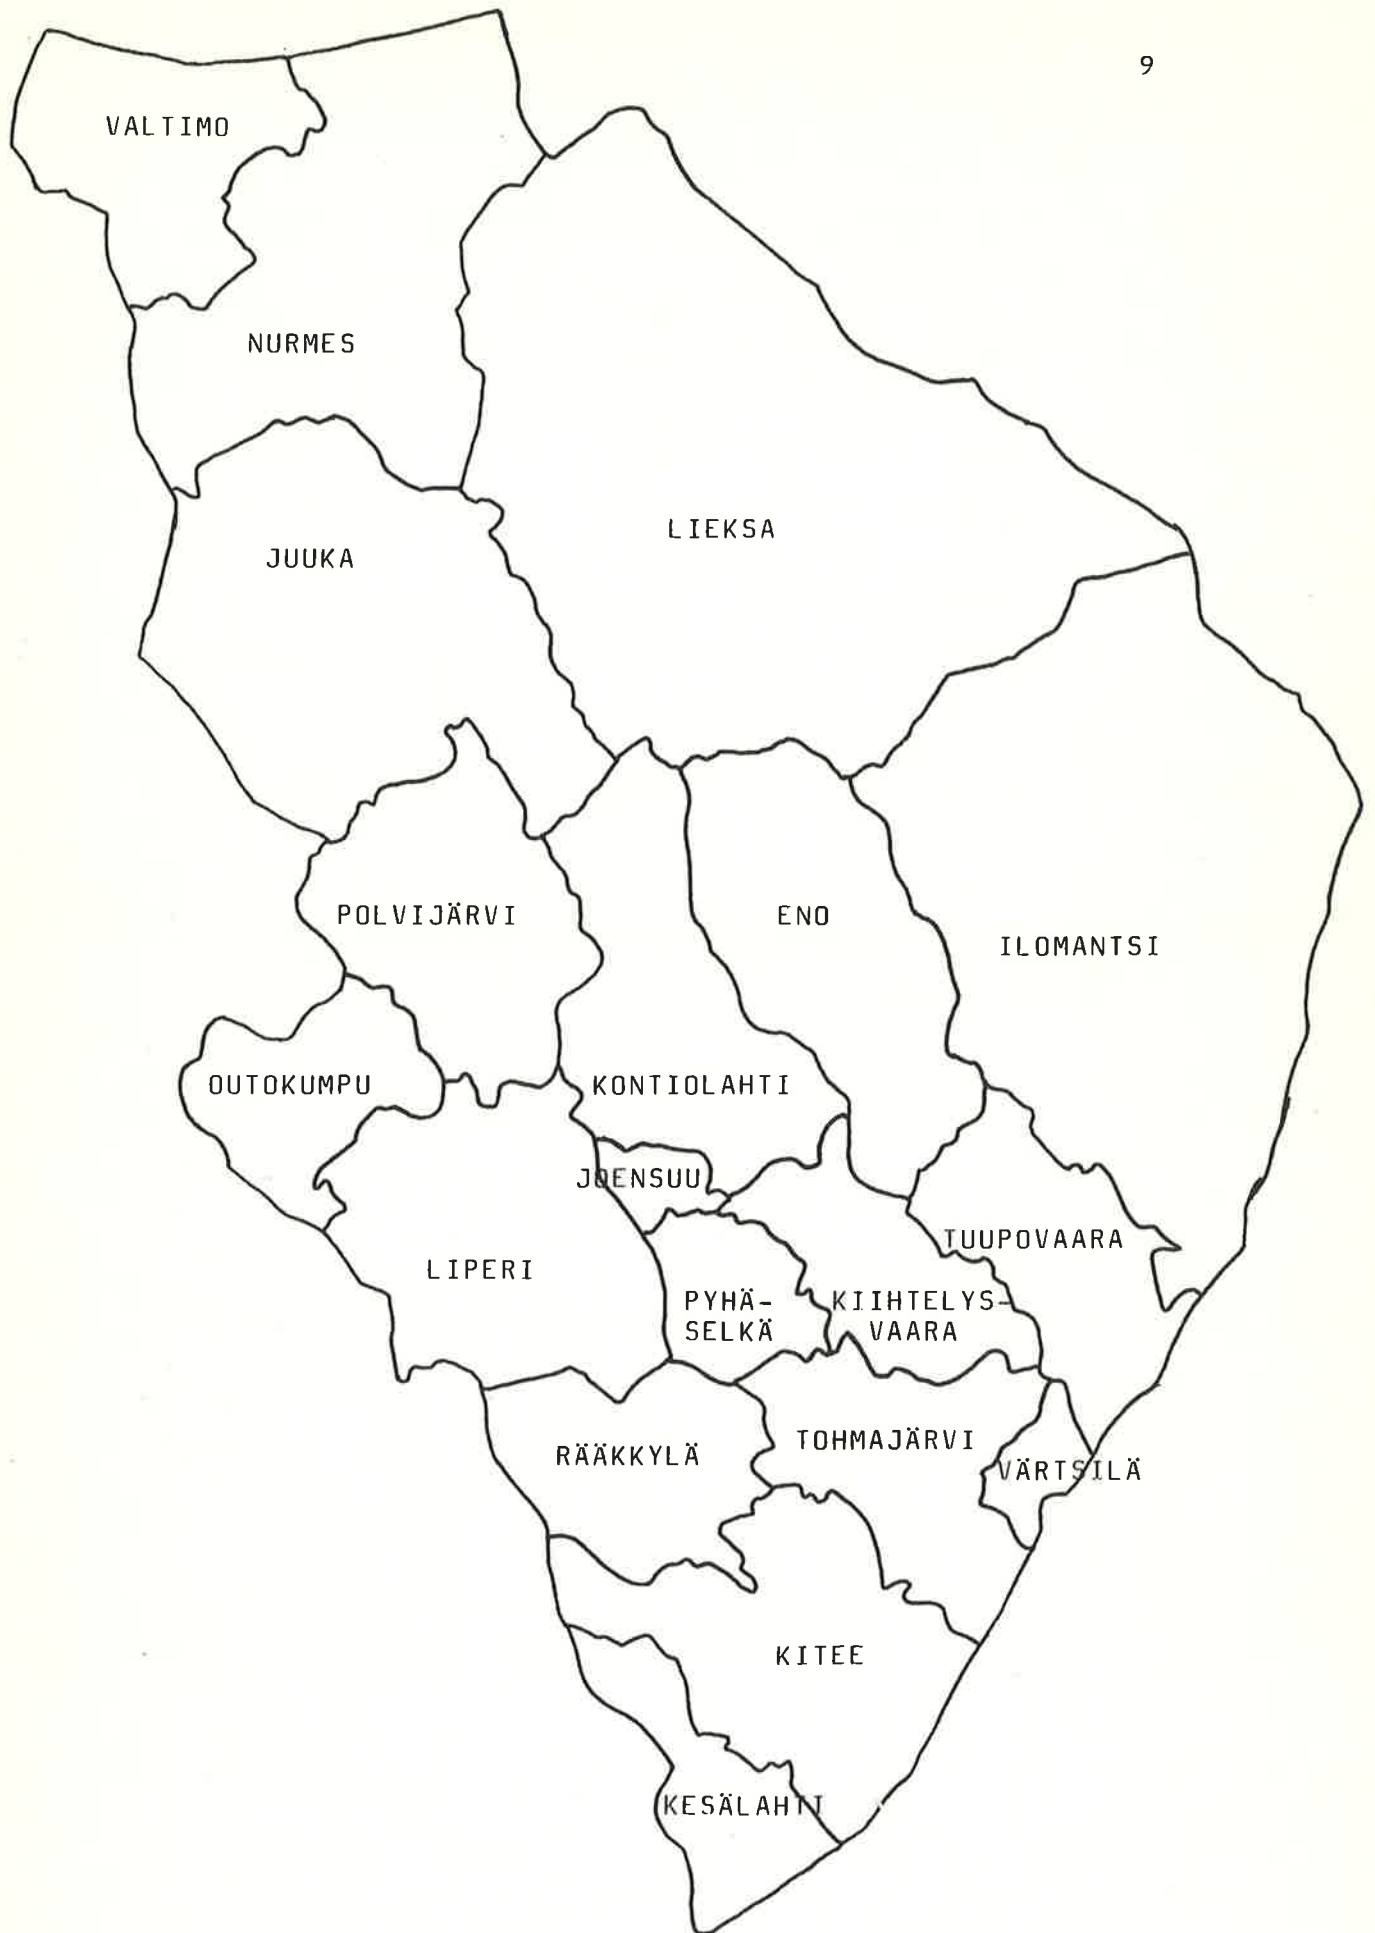 9
VALTIMO
NURMES
LIEKSA
JUUKA
POLVIJÄRVI
ENO
ILOMANTSI
OUTOKUMPU
KONTIOLAHTI
JOENSUU
TUUPOVAARA
LIPERI
PYHÄ-
SELKÄ
KIIHTELYS-
VAARA
TOHMAJÄRVI
RÄÄKKYLÄ
VÄRTSILÄ
KITEE
KESÄLAHTI